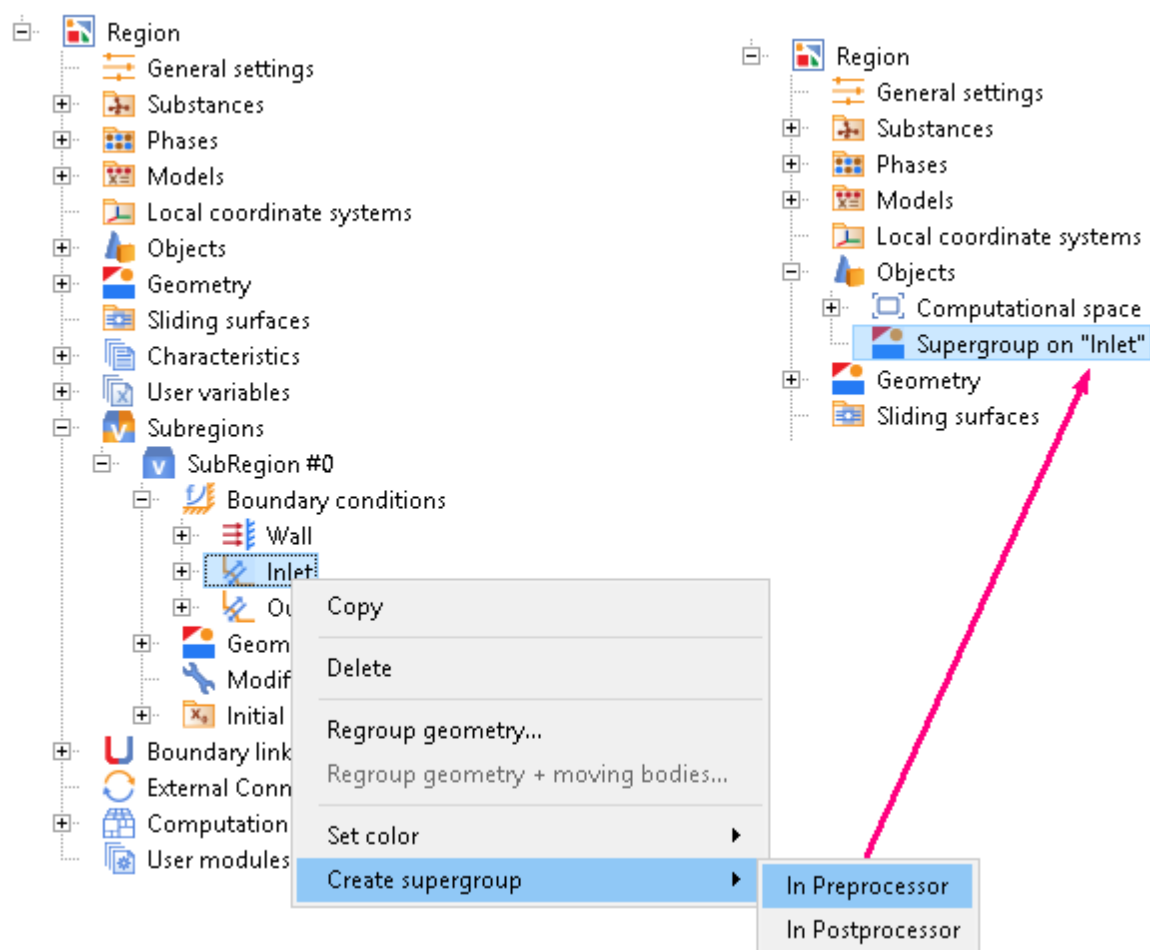 Region
General settings
Substances
Phases
Models
Local coordinate systems
Objects
Geometry
Sliding surfaces
Characteristics
User variables
Subregions
SubRegion #0
Boundary conditions
Wall
Inlet
Ou
Geom
Modif
Initial
Boundary link
External Conn
Computation
User modules
Copy
Delete
Regroup geometry...
Regroup geometry + moving bodies...
Set color
Create supergroup
In Preprocessor
In Postprocessor
Region
General settings
Substances
Phases
Models
Local coordinate systems
Objects
Computational space
Supergroup on "Inlet"
Geometry
Sliding surfaces